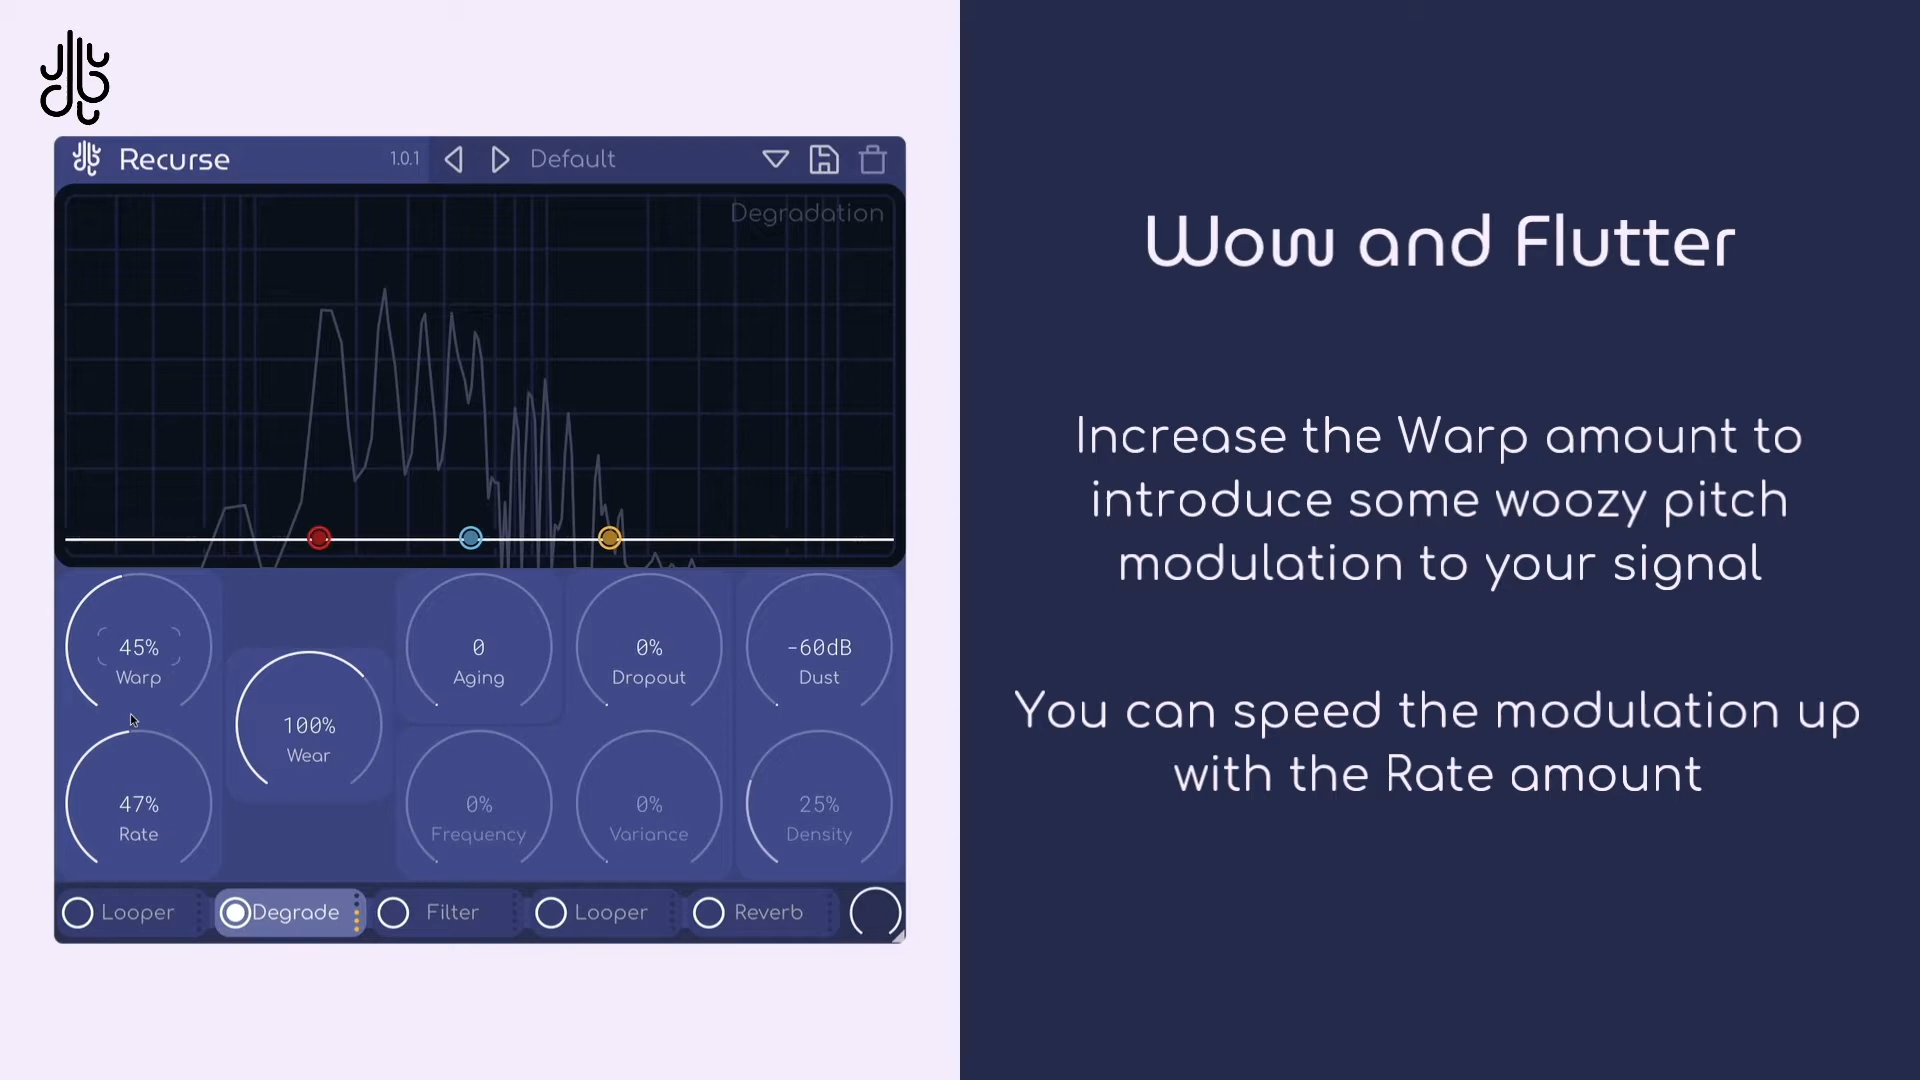 Recurse
1.0.1
Default
Degradation
45%
Warp
0
Aging
0%
Dropout
-60dB
Dust
100%
Wear
47%
Rate
0%
Frequency
0%
Variance
25%
Density
Looper
Degrade
Filter
Looper
Reverb
Wow and Flutter
Increase the Warp amount to
introduce some woozy pitch
modulation to your signal
You can speed the modulation up
with the Rate amount